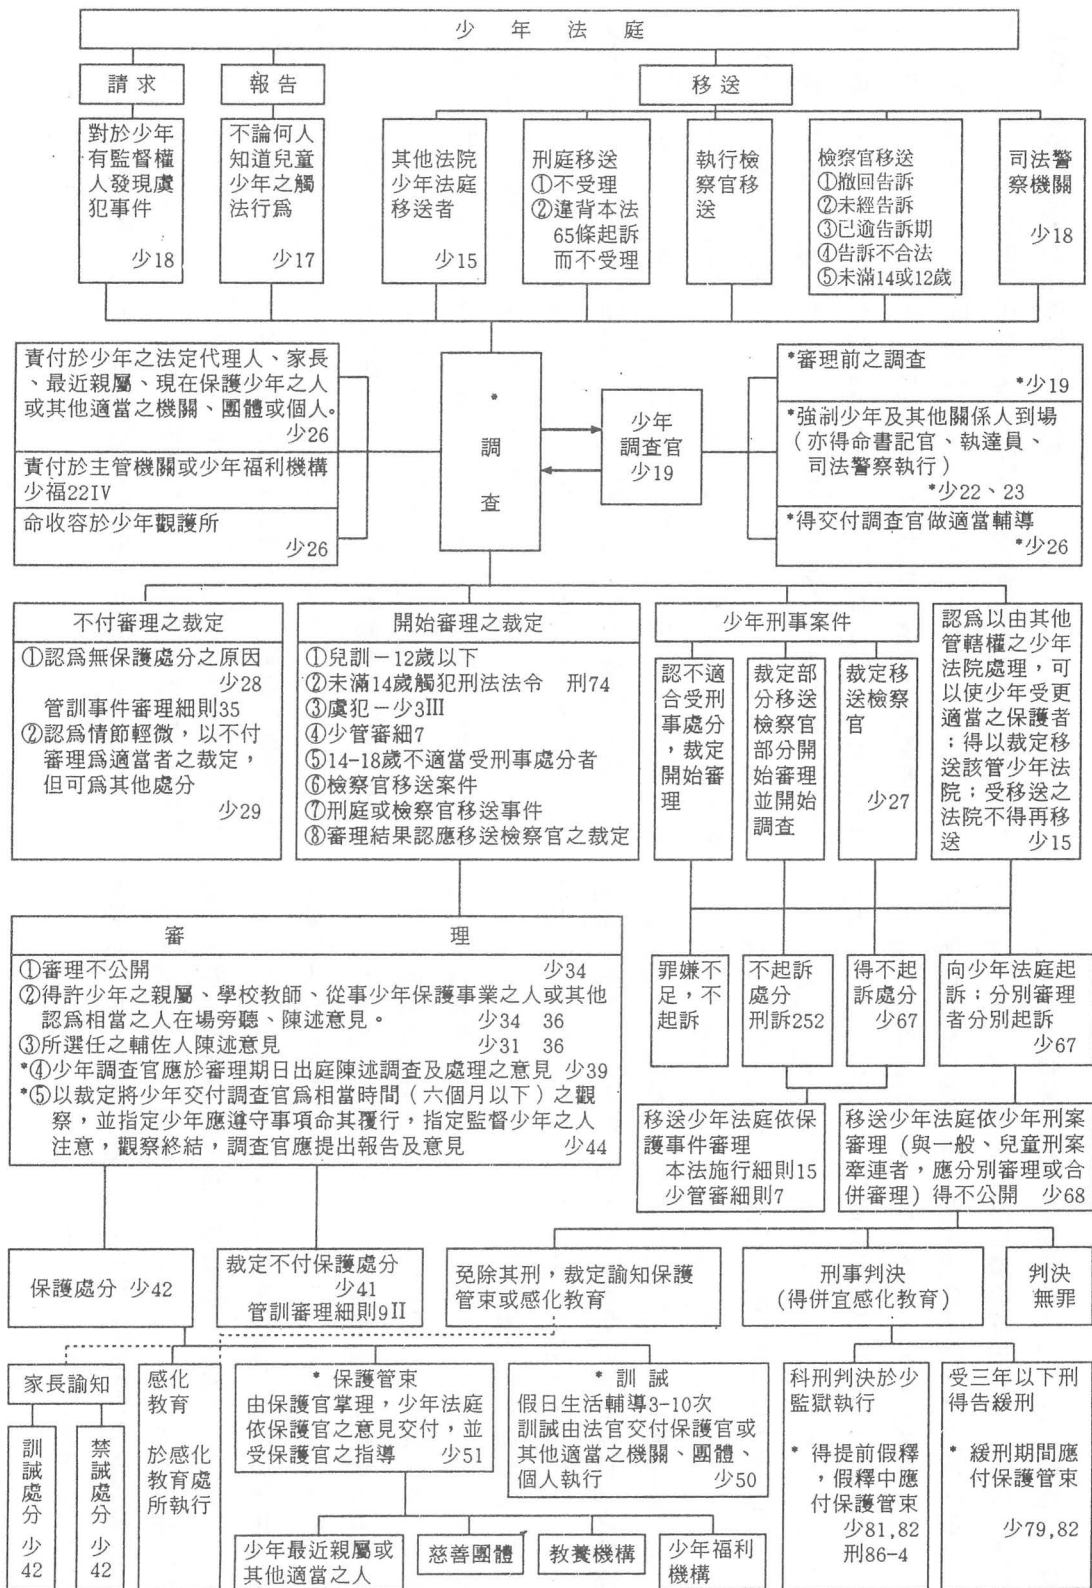 少年法庭
請求
報告
移送
對於少年
有監督權
人發現虞
犯事件
少18
不論何人
知道兒童
少年之觸
法行爲
少17
其他法院
少年法庭
移送者
少15
刑庭移送
①不受理
②違背本法
65條起訴
而不受理
執行檢
察官移
送
檢察官移送
①撤回告訴
②未經告訴
③已逾告訴期
④告訴不合法
⑤未滿14或12歲
司法警
察機關
少18
責付於少年之法定代理人、家長
、最近親屬、現在保護少年之人
或其他適當之機關、團體或個人。
少26
責付於主管機關或少年福利機構
少福22IV
命收容於少年觀護所
少26
*
調
查
少年
調查官
少19
*審理前之調查
*少19
*強制少年及其他關係人到場
(亦得命書記官、執達員、
司法警察執行)
*少22、23
*得交付調查官做適當輔導
*少26
不付審理之裁定
①認爲無保護處分之原因
少28
管訓事件審理細則35
②認爲情節輕微,以不付
審理爲適當者之裁定,
但可爲其他處分
少29
開始審理之裁定
①兒訓-12歲以下
②未滿14歲觸犯刑法法令 刑74
③虞犯-少3III
④少管審細7
⑤14-18歲不適當受刑事處分者
⑥檢察官移送案件
⑦刑庭或檢察官移送事件
⑧審理結果認應移送檢察官之裁定
少年刑事案件
認不適
合受刑
事處分
,裁定
開始審
理
裁定部
分移送
檢察官
部分開
始審理
並開始
調查
裁定移
送檢察
官
少27
認爲以由其他
管轄權之少年
法院處理,可
以使少年受更
適當之保護者
;得以裁定移
送該管少年法
院;受移送之
法院不得再移
送 少15
審理
①審理不公開 少34
②得許少年之親屬、學校教師、從事少年保護事業之人或其他
認爲相當之人在場旁聽、陳述意見。 少34 36
③所選任之輔佐人陳述意見 少31 36
*④少年調查官應於審理期日出庭陳述調查及處理之意見 少39
*⑤以裁定將少年交付調查官爲相當時間(六個月以下)之觀
察,並指定少年應遵守事項命其覆行,指定監督少年之人
注意,觀察終結,調查官應提出報告及意見 少44
罪嫌不
足,不
起訴
不起訴
處分
刑訴252
得不起
訴處分
少67
向少年法庭起
訴;分別審理
者分別起訴
少67
移送少年法庭依保
護事件審理
本法施行細則15
少管審細則7
移送少年法庭依少年刑案
審理(與一般、兒童刑案
牽連者,應分別審理或合
併審理)得不公開 少68
保護處分 少42
裁定不付保護處分
少41
管訓審理細則9II
免除其刑,裁定諭知保護
管束或感化教育
刑事判決
(得併宜感化教育)
判決
無罪
家長諭知
訓誡處分 少42
禁誡處分 少42
感化
教育
於感化
教育處
所執行
*保護管束
由保護官掌理,少年法庭
依保護官之意見交付,並
受保護官之指導 少51
*訓誡
假日生活輔導3-10次
訓誡由法官交付保護官或
其他適當之機關、團體、
個人執行 少50
科刑判決於少
監獄執行
*得提前假釋
,假釋中應
付保護管束
少81,82
刑86-4
受三年以下刑
得告緩刑
*緩刑期間應
付保護管束
少79,82
少年最近親屬或
其他適當之人
慈善團體
教養機構
少年福利
機構